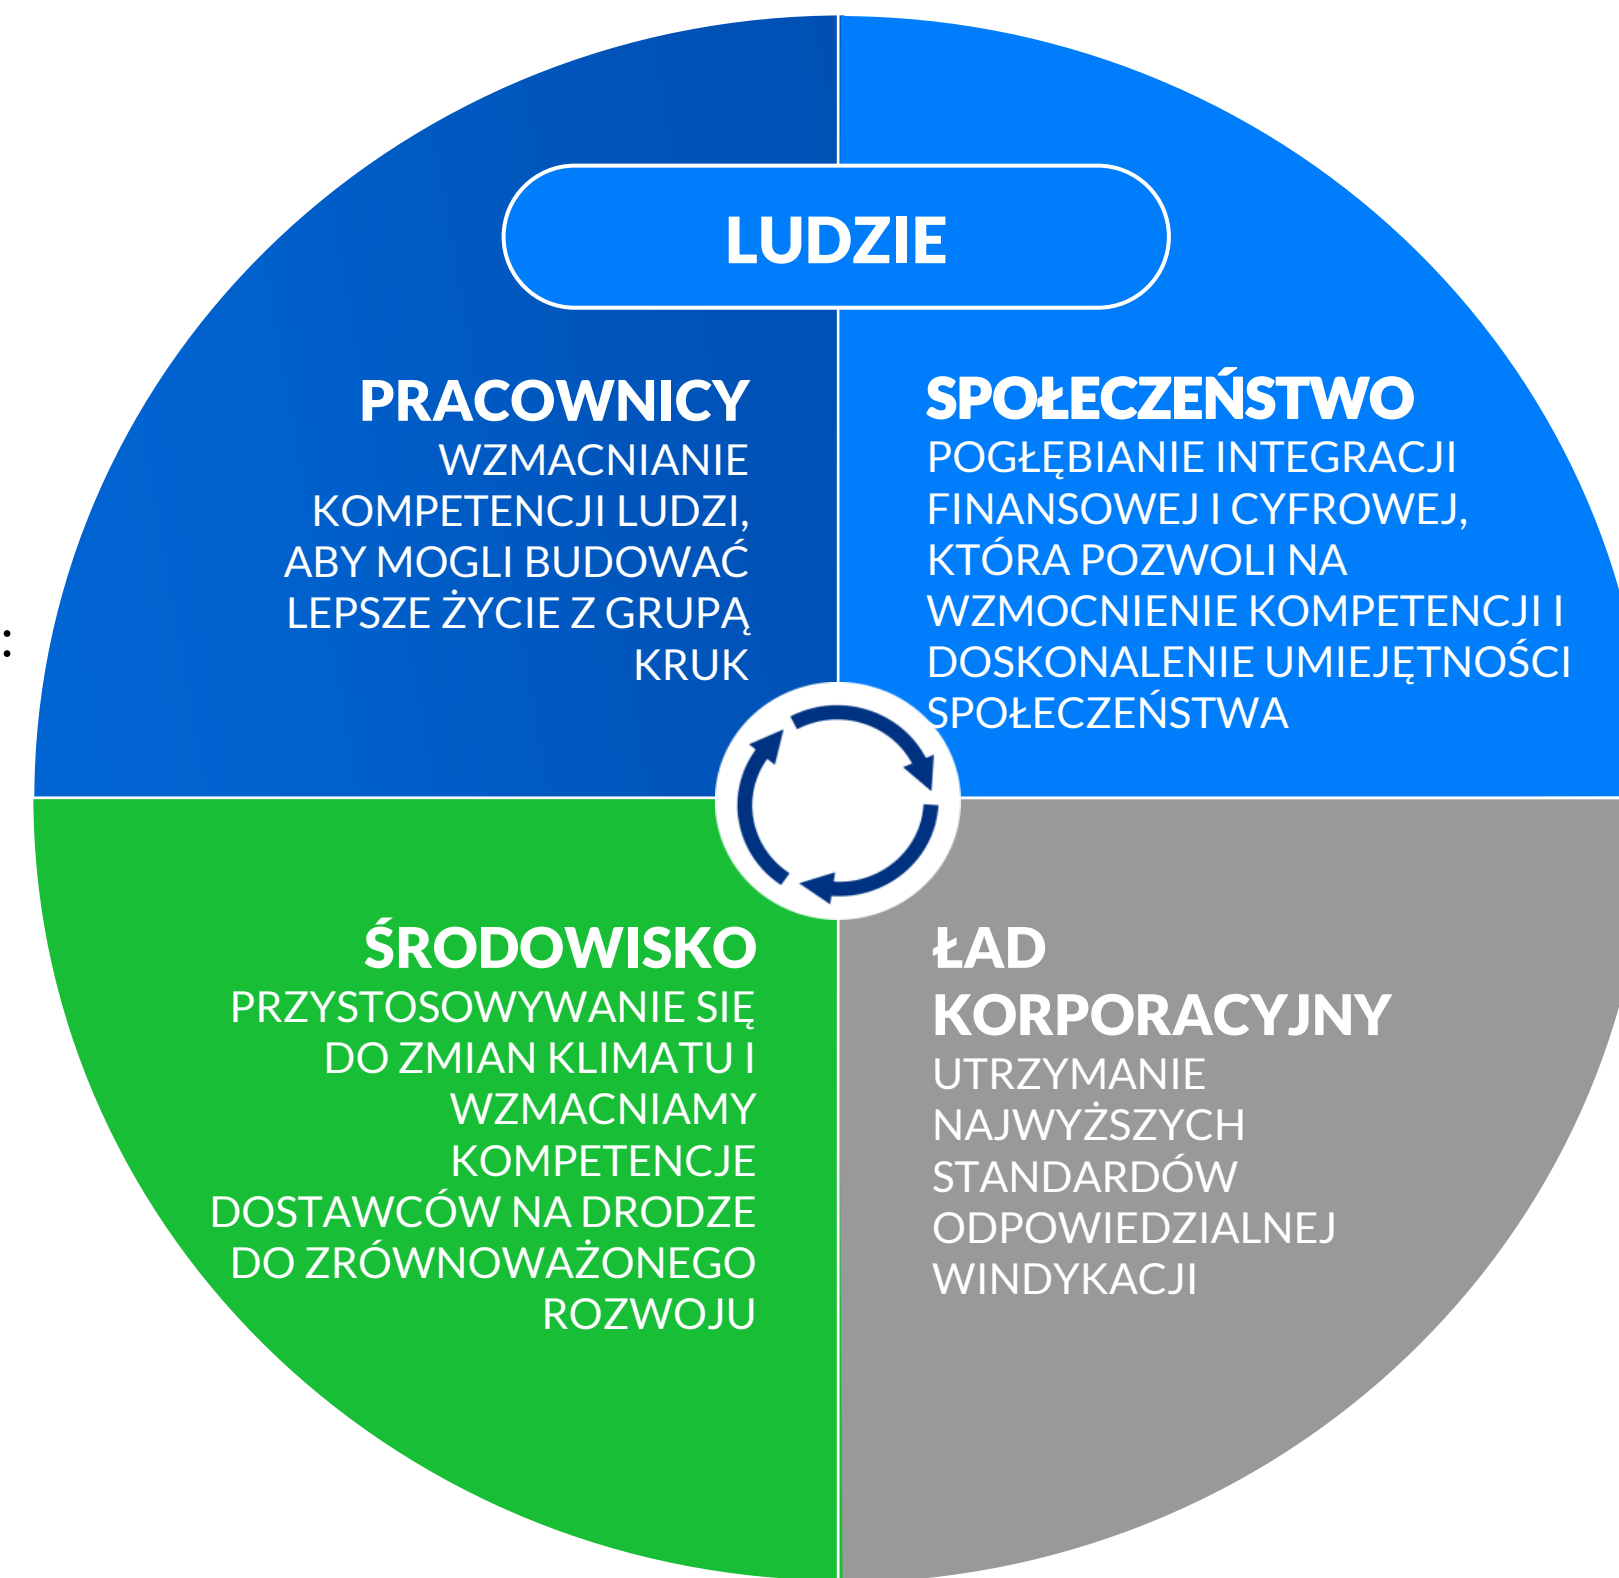 LUDZIE
PRACOWNICY
WZMACNIANIE
KOMPETENCJI LUDZI,
ABY MOGLI BUDOWAĆ
LEPSZE ŻYCIE Z GRUPĄ
KRUK
SPOŁECZEŃSTWO
POGŁĘBIANIE INTEGRACJI
FINANSOWEJ I CYFROWEJ,
KTÓRA POZWOLI NA
WZMOCNIENIE KOMPETENCJI I
DOSKONALENIE UMIEJĘTNOŚCI
SPOŁECZEŃSTWA
:
ŚRODOWISKO
PRZYSTOSOWYWANIE SIĘ
DO ZMIAN KLIMATU I
WZMACNIAMY
KOMPETENCJE
DOSTAWCÓW NA DRODZE
DO ZRÓWNOWAŻONEGO
ROZWOJU
ŁAD
KORPORACYJNY
UTRZYMANIE
NAJWYŻSZYCH
STANDARDÓW
ODPOWIEDZIALNEJ
WINDYKACJI